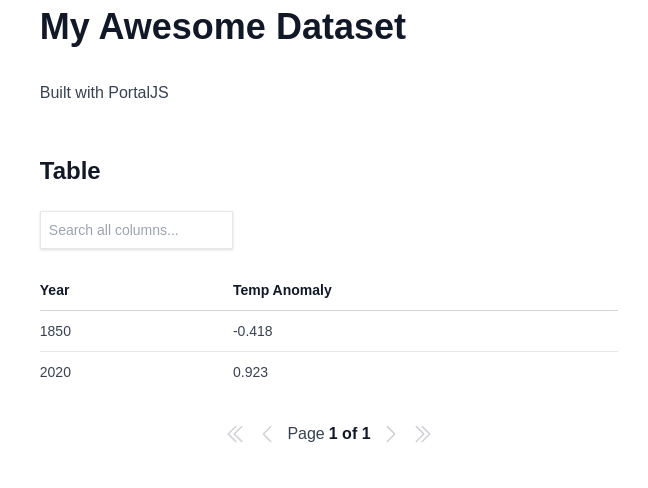 My Awesome Dataset
Built with PortalJS
Table
Search all columns...
Year Temp Anomaly
1850 -0.418
2020 0.923
Page 1 of 1